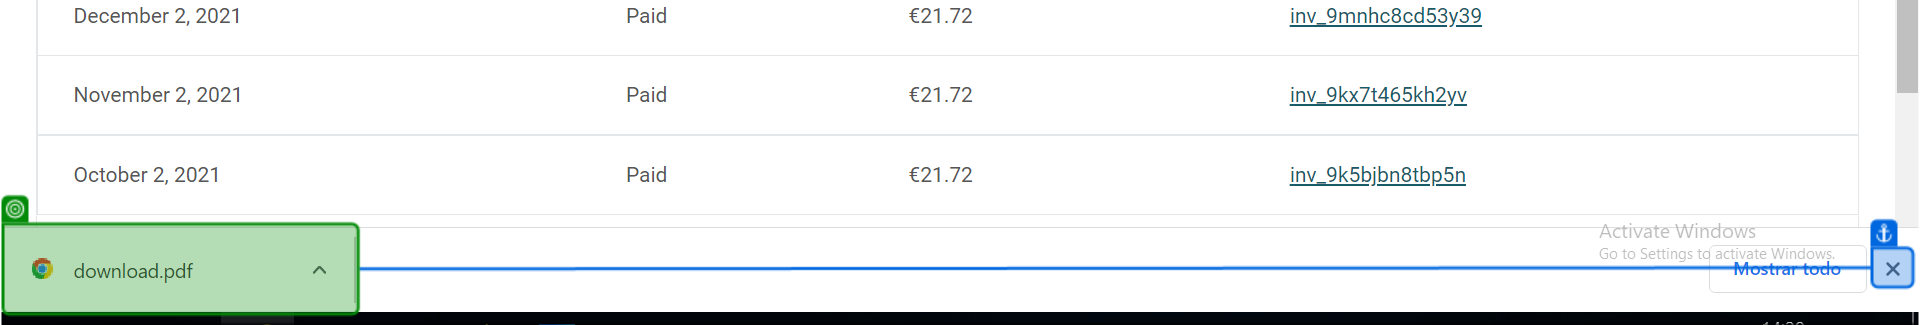 December 2, 2021 Paid €21.72 inv_9mnhc8cd53y39
November 2, 2021 Paid €21.72 inv_9kx7t465kh2yv
October 2, 2021 Paid €21.72 inv_9k5bjbn8tbp5n
Activate Windows
Go to Settings to activate Windows.
download.pdf Mostrar todo